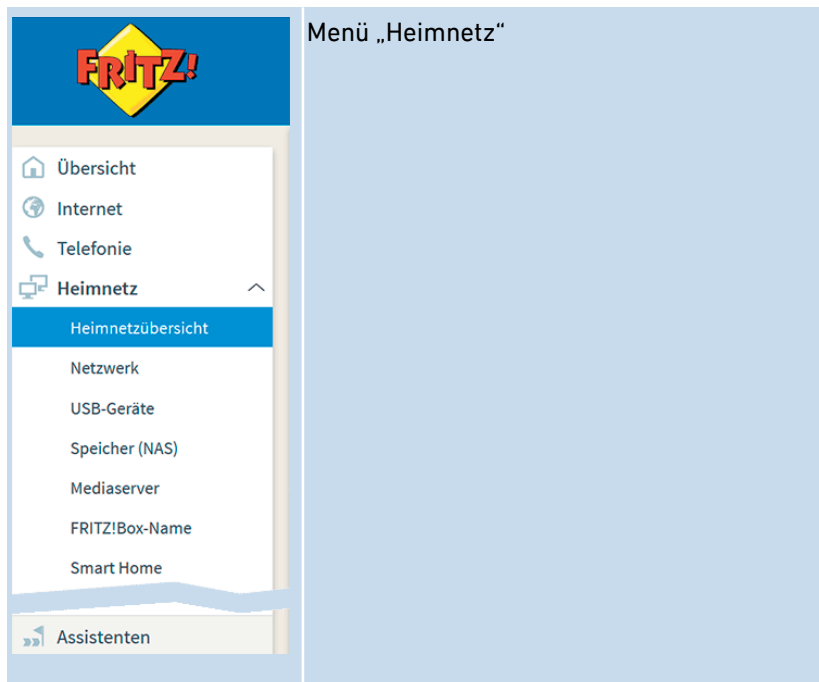 FRITZ!
Menü „Heimnetz“
Übersicht
Internet
Telefonie
Heimnetz
Heimnetzübersicht
Netzwerk
USB-Geräte
Speicher (NAS)
Mediaserver
FRITZ!Box-Name
Smart Home
Assistenten